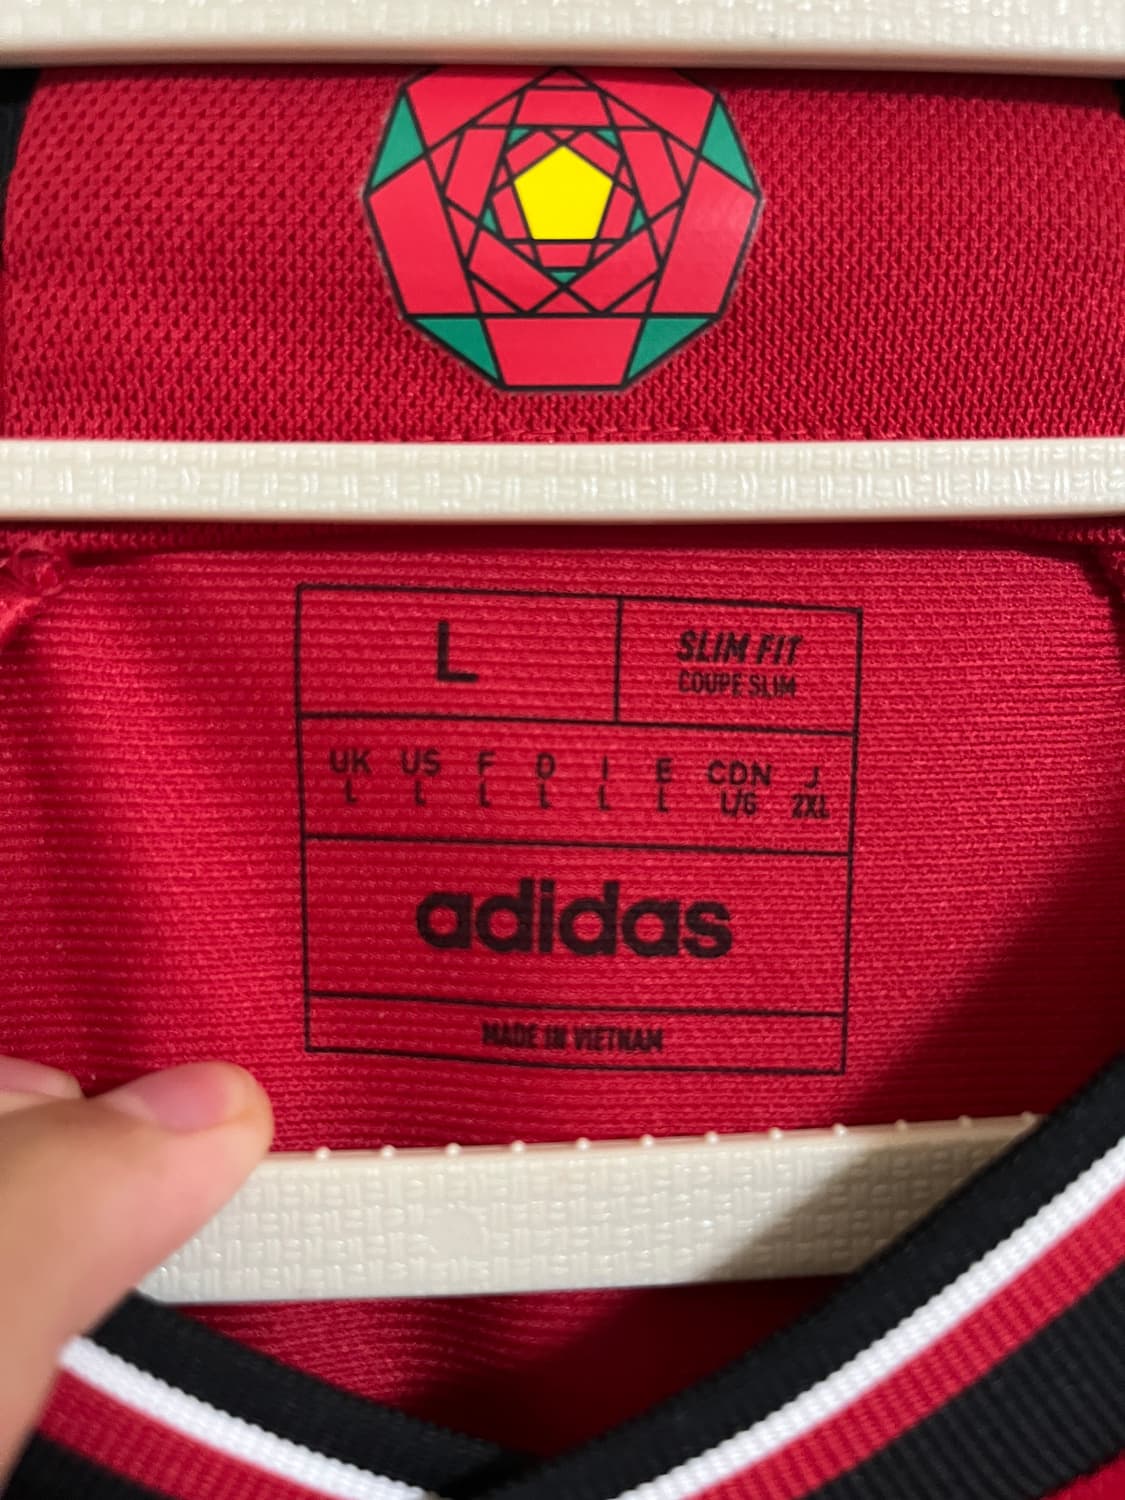 L
SLIM FIT
COUPE SLIM
UK US F D I E CDN J
L L L L L L L/G 2XL
adidas
MADE IN VIETNAM